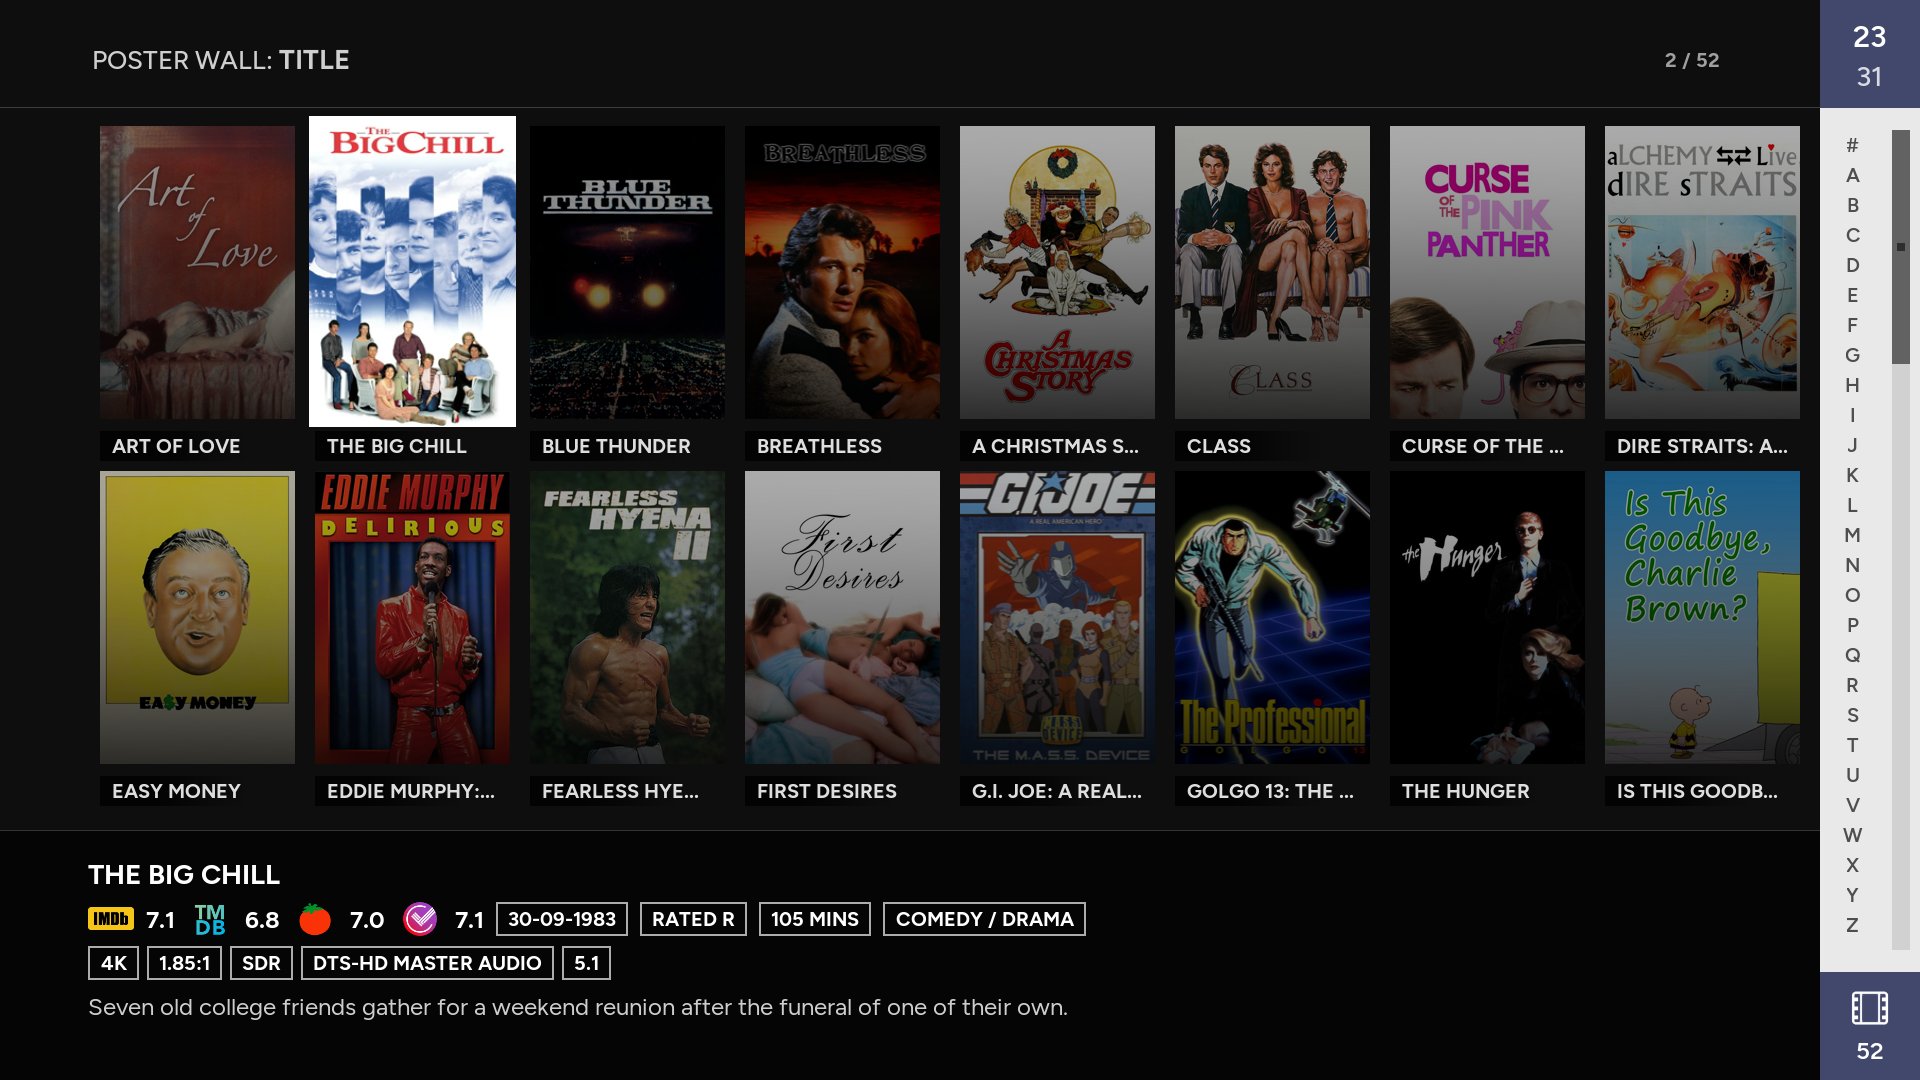 POSTER WALL: TITLE
2 / 52
23
31
THE BIG CHILL
Art of Love
BLUE THUNDER
BREATHLESS
A CHRISTMAS STORY
CLASS
CURSE OF THE PINK PANTHER
aLCHEMY Live
dIRE sTRAITS
ART OF LOVE
THE BIG CHILL
BLUE THUNDER
BREATHLESS
A CHRISTMAS S...
CLASS
CURSE OF THE ...
DIRE STRAITS: A...
EA$Y MONEY
EDDIE MURPHY
DELIRIOUS
FEARLESS HYENA II
First Desires
G.I. JOE
A REAL AMERICAN HERO
MASS DEVICE
THE M.A.S.S. DEVICE
The Professional
GOLGO 13
the Hunger
Is This
Goodbye,
Charlie
Brown?
EASY MONEY
EDDIE MURPHY:...
FEARLESS HYE...
FIRST DESIRES
G.I. JOE: A REAL...
GOLGO 13: THE ...
THE HUNGER
IS THIS GOODB...
#
A
B
C
D
E
F
G
H
I
J
K
L
M
N
O
P
Q
R
S
T
U
V
W
X
Y
Z
THE BIG CHILL
IMDb 7.1 TMDB 6.8 7.0 7.1 30-09-1983 RATED R 105 MINS COMEDY / DRAMA
4K 1.85:1 SDR DTS-HD MASTER AUDIO 5.1
Seven old college friends gather for a weekend reunion after the funeral of one of their own.
52